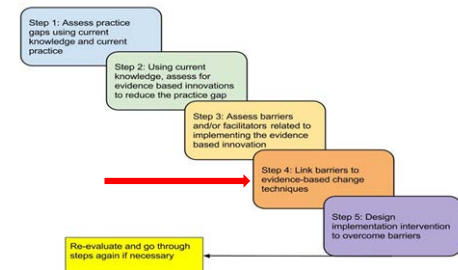 Step 1: Assess practice
gaps using current
knowledge and current
practice
Step 2: Using current
knowledge, assess for
evidence based innovations
to reduce the practice gap
Step 3: Assess barriers
and/or facilitators related to
implementing the evidence
based innovation
Step 4: Link barriers to
evidence-based change
techniques
Step 5: Design
implementation intervention
to overcome barriers
Re-evaluate and go through
steps again if necessary